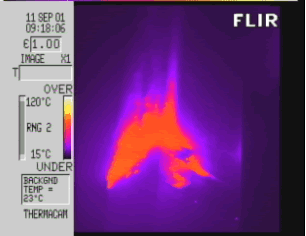 11 SEP 01
09:18:06
ε 1.00
IMAGE X1
T
OVER
120°C
RNG 2
15°C
UNDER
BACKGND
TEMP =
23°C
THERMACAM
FLIR